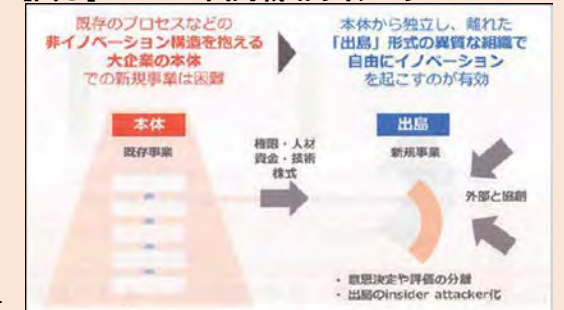 既存のプロセスなどの
非イノベーション構造を抱える
大企業の本体
での新規事業は困難
本体から独立し、離れた
「出島」形式の異質な組織で
自由にイノベーション
を起こすのが有効
本体
既存事業
権限・人材
資金・技術
株式
出島
新規事業
外部と協創
・意思決定や評価の分離
・出島のinsider attacker化